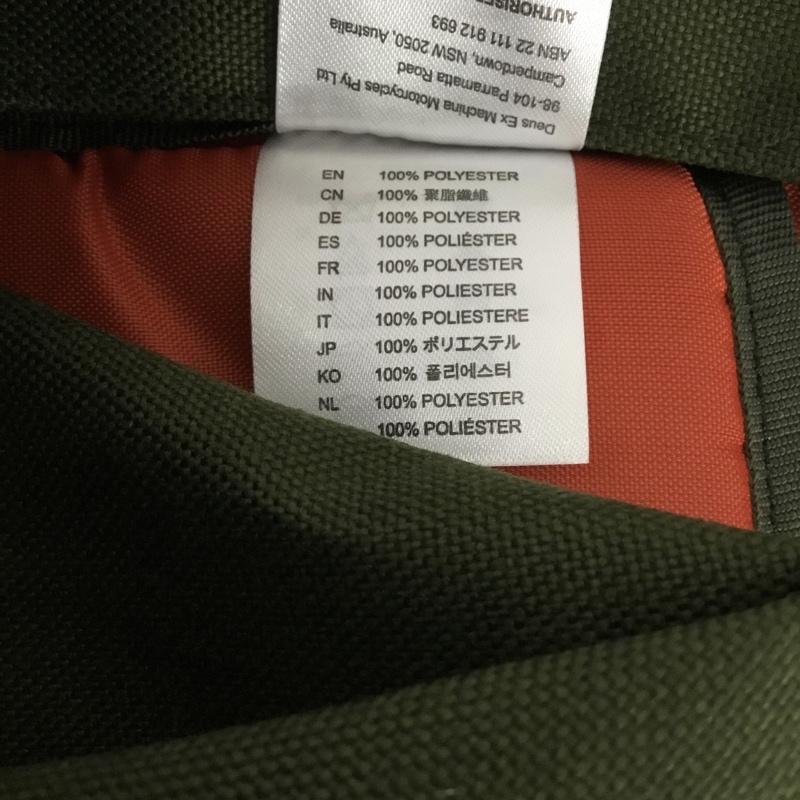 Deus Ex Machina Motorcycles Pty Ltd
98-104 Parramatta Road
Camperdown, NSW 2050, Australia
ABN 22 111 912 693
EN 100% POLYESTER
CN 100% 聚脂纖維
DE 100% POLYESTER
ES 100% POLIÉSTER
FR 100% POLYESTER
IN 100% POLIESTER
IT 100% POLIESTERE
JP 100% ポリエステル
KO 100% 폴리에스터
NL 100% POLYESTER
100% POLIÉSTER